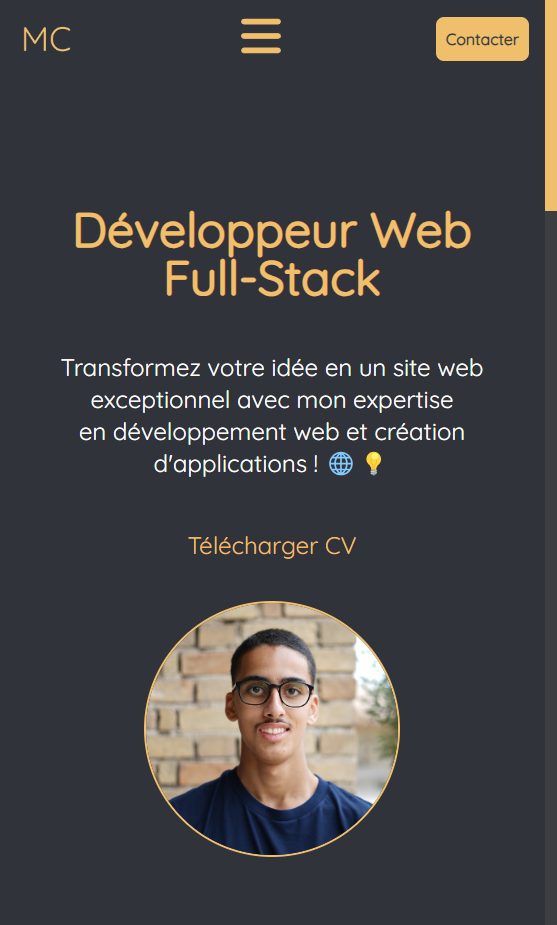 MC
Contacter
Développeur Web
Full-Stack
Transformez votre idée en un site web
exceptionnel avec mon expertise
en développement web et création
d'applications ! 🌐 💡
Télécharger CV